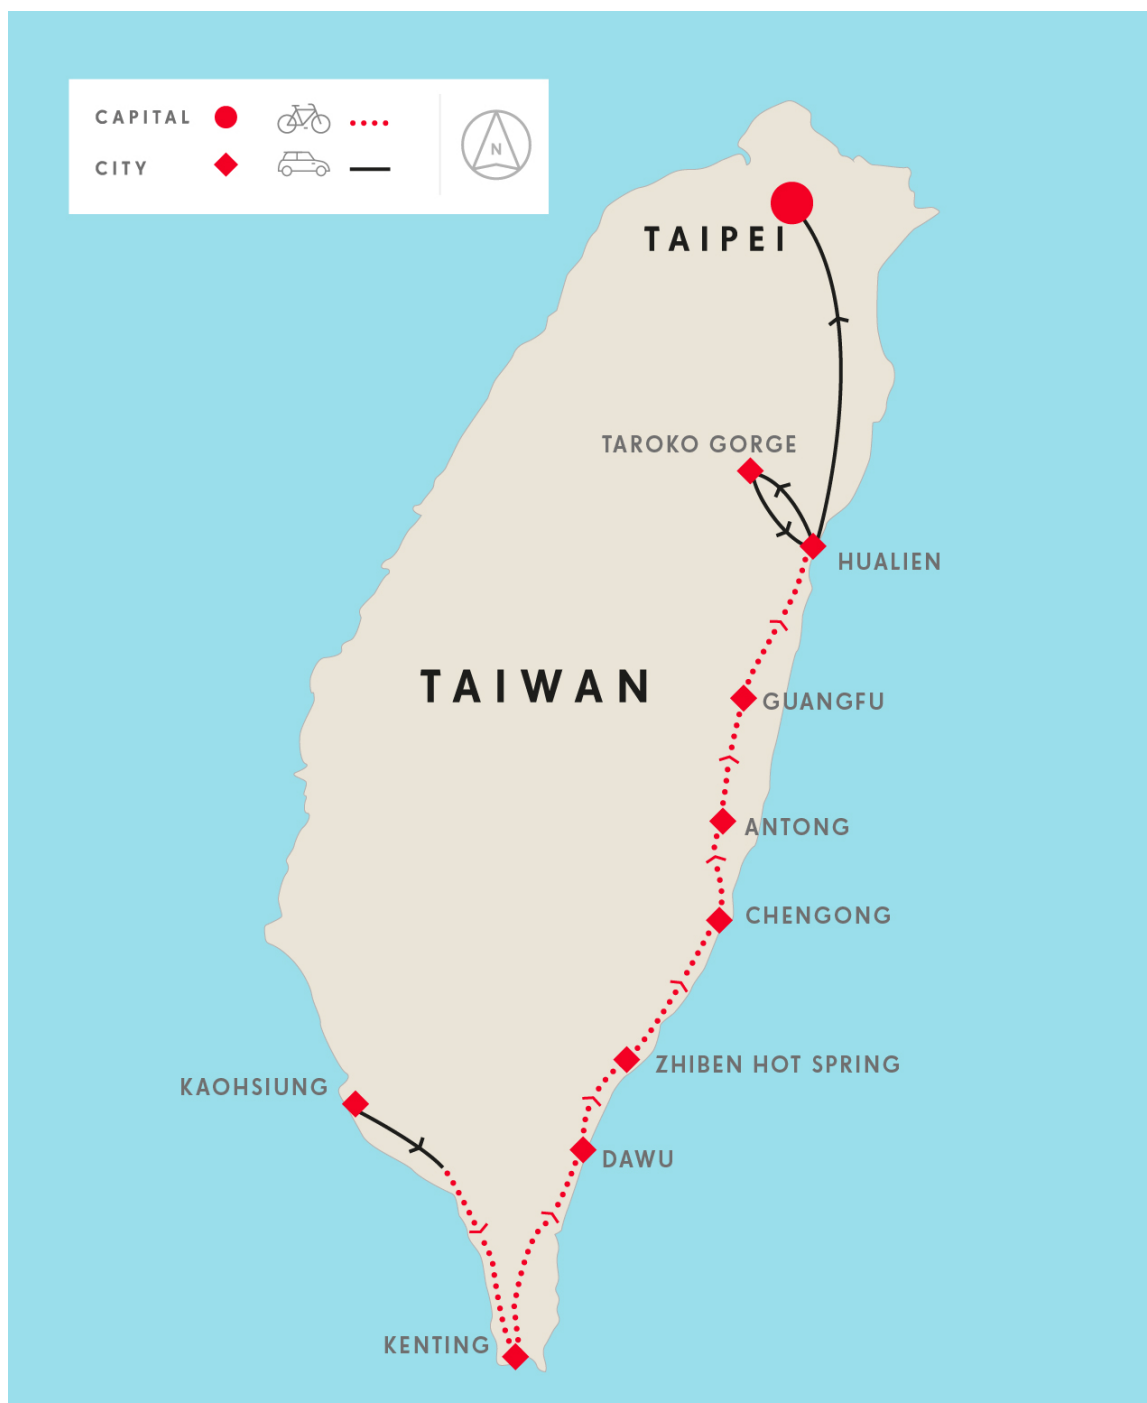 CAPITAL
CITY
N
TAIPEI
TAROKO GORGE
HUALIEN
TAIWAN
GUANGFU
ANTONG
CHENGONG
ZHIBEN HOT SPRING
KAOHSIUNG
DAWU
KENTING